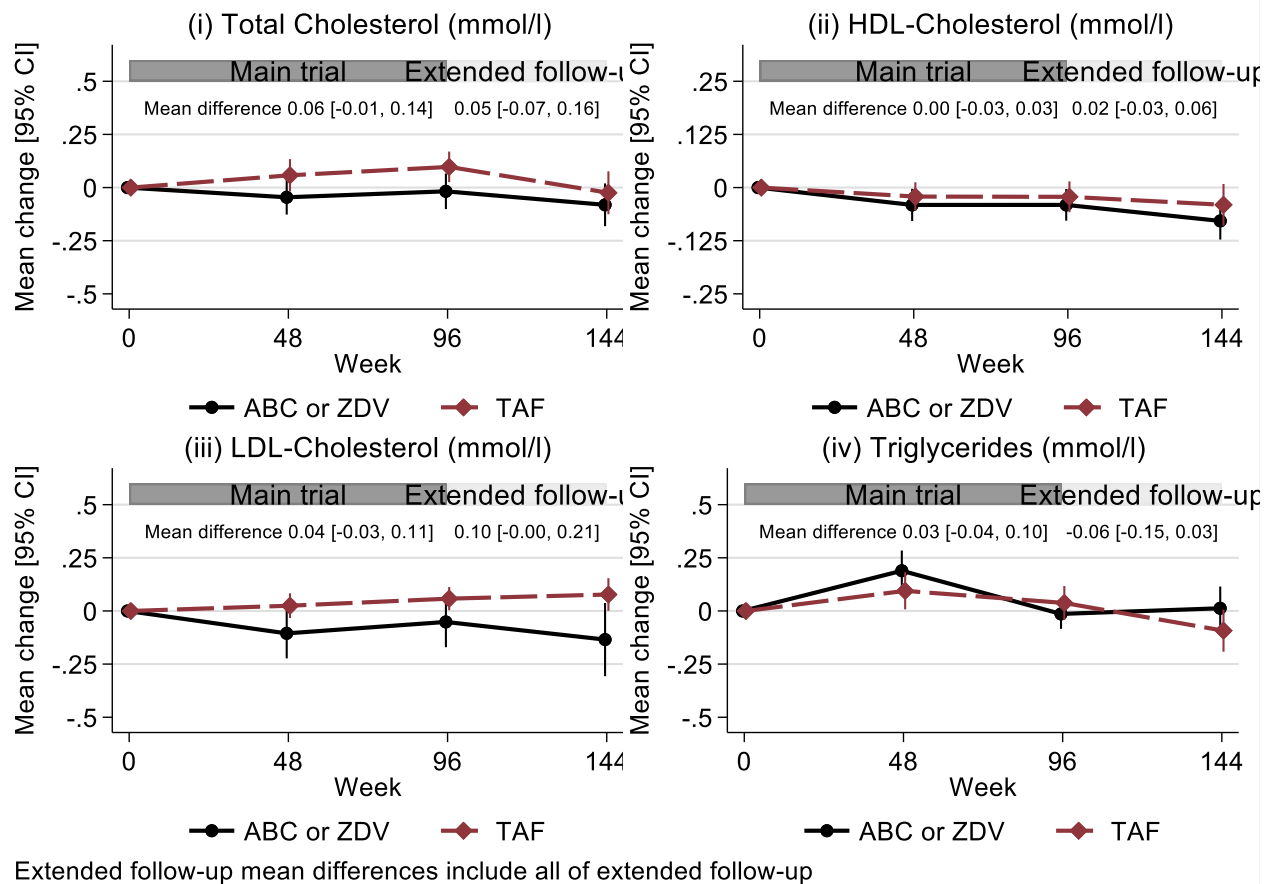 (i) Total Cholesterol (mmol/l)
Mean change [95% CI]
Main trial
Extended follow-u
Mean difference 0.06 [-0.01, 0.14]
0.05 [-0.07, 0.16]
.5
.25
0
-.25
-.5
0
48
96
144
Week
ABC or ZDV
TAF
(ii) HDL-Cholesterol (mmol/l)
Mean change [95% CI]
Main trial
Extended follow-up
Mean difference 0.00 [-0.03, 0.03]
0.02 [-0.03, 0.06]
.25
.125
0
-.125
-.25
0
48
96
144
Week
ABC or ZDV
TAF
(iii) LDL-Cholesterol (mmol/l)
Mean change [95% CI]
Main trial
Extended follow-u
Mean difference 0.04 [-0.03, 0.11]
0.10 [-0.00, 0.21]
.5
.25
0
-.25
-.5
0
48
96
144
Week
ABC or ZDV
TAF
(iv) Triglycerides (mmol/l)
Mean change [95% CI]
Main trial
Extended follow-up
Mean difference 0.03 [-0.04, 0.10]
-0.06 [-0.15, 0.03]
.5
.25
0
-.25
-.5
0
48
96
144
Week
ABC or ZDV
TAF
Extended follow-up mean differences include all of extended follow-up